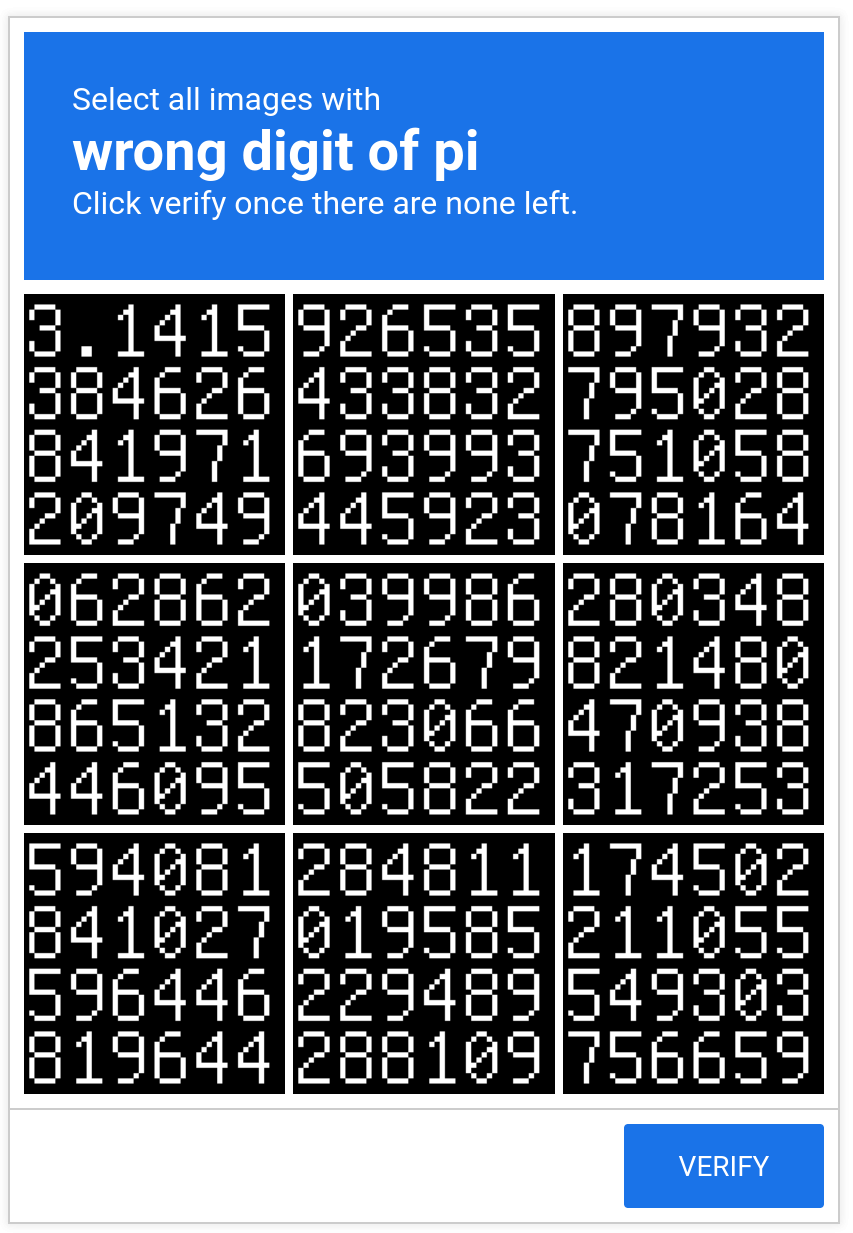 Select all images with
wrong digit of pi
Click verify once there are none left.
3.1415 926535 897932
384626 433832 795028
841971 693993 751058
209749 445923 078164
062862 039986 280348
253421 172679 821480
865132 823066 470938
446095 505822 317253
594081 284811 174502
841027 019585 211055
596446 229489 549303
819644 288109 756659
VERIFY